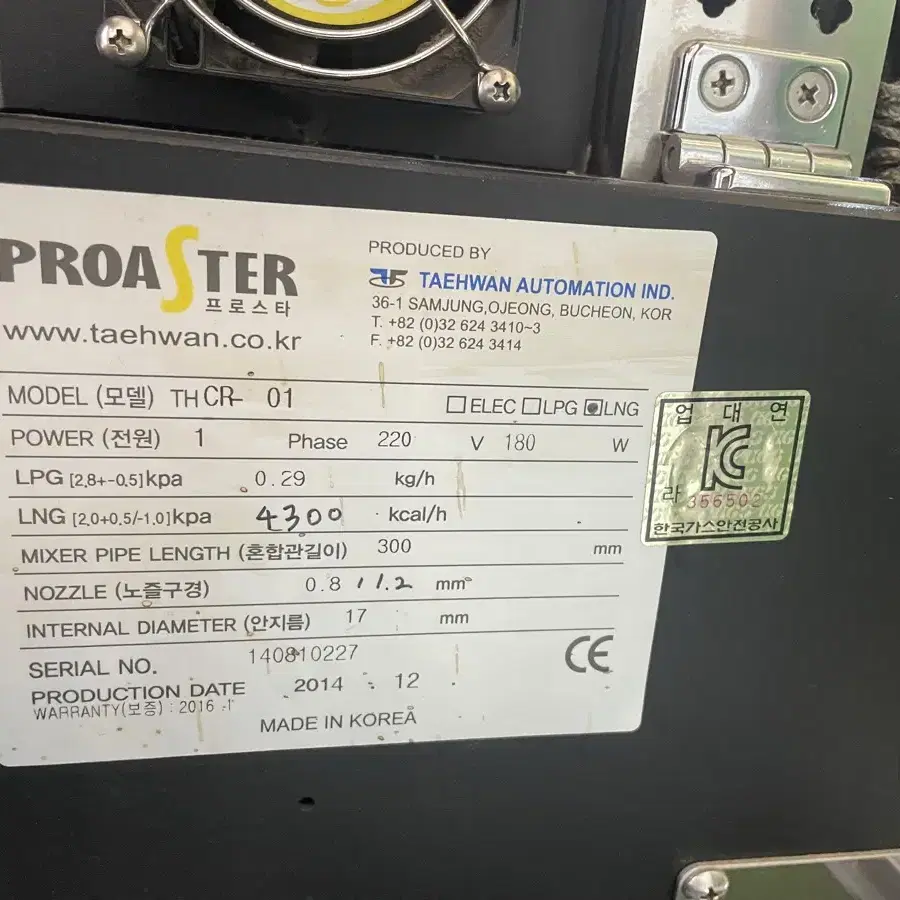 PROASTER
프로스타
www.taehwan.co.kr
PRODUCED BY
TAEHWAN AUTOMATION IND.
36-1 SAMJUNG,OJEONG, BUCHEON, KOR
T. +82 (0)32 624 3410~3
F. +82 (0)32 624 3414
MODEL (모델) TH CR- 01 □ELEC □LPG ▣LNG
POWER (전원) 1 Phase 220 V 180 W
LPG [2.8+-0.5]kpa 0.29 kg/h
LNG [2.0+0.5/-1.0]kpa 4300 kcal/h
MIXER PIPE LENGTH (혼합관길이) 300 mm
NOZZLE (노즐구경) 0.8 / 1.2 mm
INTERNAL DIAMETER (안지름) 17 mm
SERIAL NO. 140810227
PRODUCTION DATE 2014 . 12 .
WARRANTY(보증) : 2016 .1
MADE IN KOREA
CE
업 대 연
KC
라 356502
한국가스안전공사